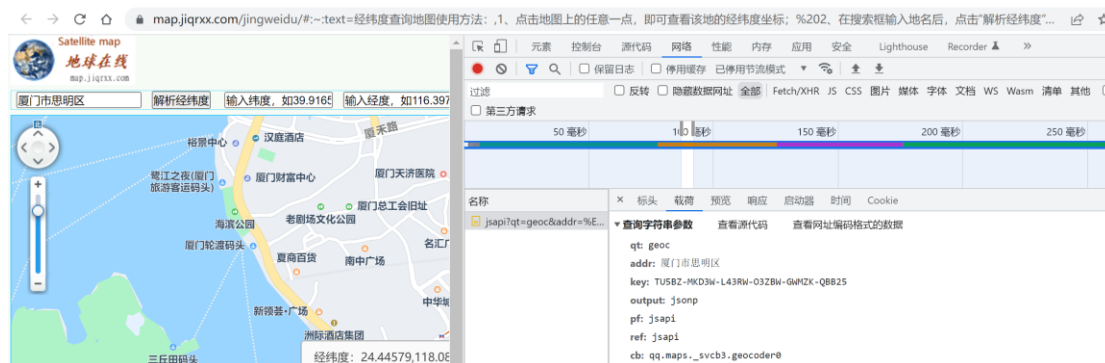 map.jiqrxx.com/jingweidu/#:~:text=经纬度查询地图使用方法：,1、点击地图上的任意一点，即可查看该地的经纬度坐标；%202、在搜索框输入地名后，点击"解析经纬度"...
Satellite map
地球在线
map.jiqrxx.com
厦门市思明区 解析经纬度 输入纬度，如39.9165 输入经度，如116.397
裕景中心
汉庭酒店
厦禾路
鹭江之夜(厦门
旅游客运码头)
厦门财富中心
厦门天济医院
厦门总工会旧址
老剧场文化公园
海滨公园
厦门轮渡码头
名汇广
夏商百货
南中广场
中华城
新领荟·广场
洲际酒店集团
三丘田码头
经纬度：24.44579,118.08
元素 控制台 源代码 网络 性能 内存 应用 安全 Lighthouse Recorder
保留日志 停用缓存 已停用节流模式
过滤 反转 隐藏数据网址 全部 Fetch/XHR JS CSS 图片 媒体 字体 文档 WS Wasm 清单 其他
第三方请求
50 毫秒 100 毫秒 150 毫秒 200 毫秒 250 毫秒
名称 × 标头 载荷 预览 响应 启动器 时间 Cookie
jsapi?qt=geoc&addr=%E...
查询字符串参数 查看源代码 查看网址编码格式的数据
qt: geoc
addr: 厦门市思明区
key: TU5BZ-MKD3W-L43RW-O3ZBW-GWMZK-QBB25
output: jsonp
pf: jsapi
ref: jsapi
cb: qq.maps._svcb3.geocoder0